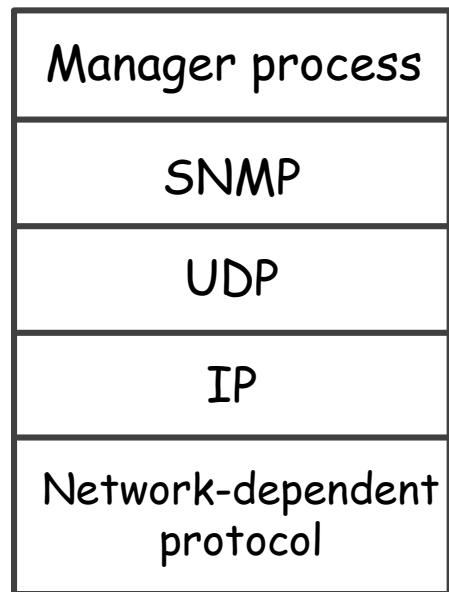 Manager process
SNMP
UDP
IP
Network-dependent
protocol